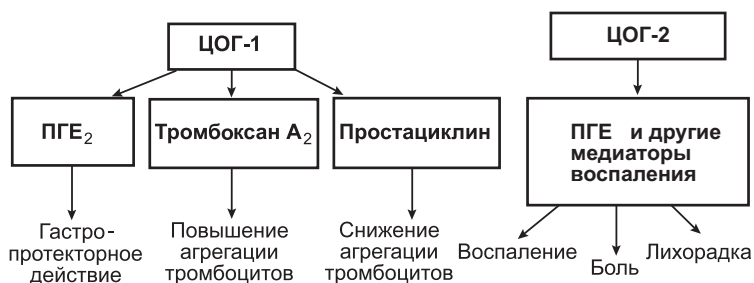 ЦОГ-1
ЦОГ-2
ПГЕ2
Тромбоксан А2
Простациклин
ПГЕ и другие
медиаторы
воспаления
Гастро-
протекторное
действие
Повышение
агрегации
тромбоцитов
Снижение
агрегации
тромбоцитов
Воспаление
Боль
Лихорадка